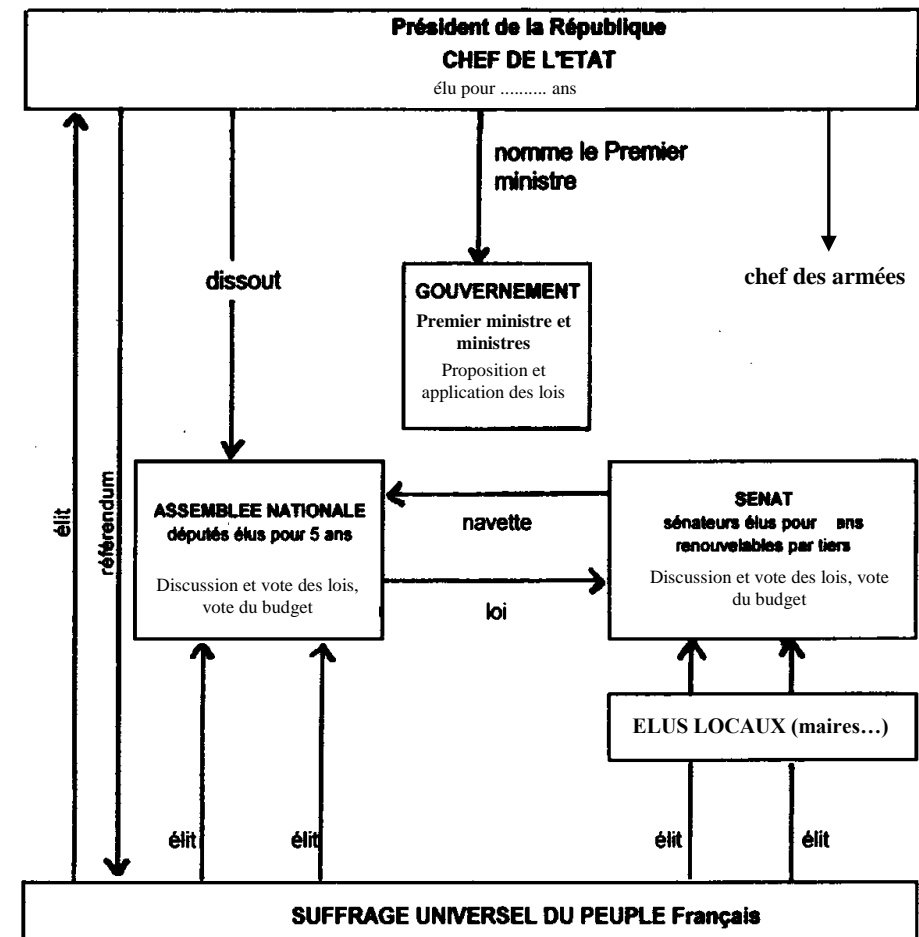 Président de la République
CHEF DE L'ETAT
élu pour .......... ans
nomme le Premier
ministre
dissout
chef des armées
GOUVERNEMENT
Premier ministre et
ministres
Proposition et
application des lois
élit
référendum
ASSEMBLEE NATIONALE
députés élus pour 5 ans
Discussion et vote des lois,
vote du budget
navette
loi
SENAT
sénateurs élus pour ans
renouvelables par tiers
Discussion et vote des lois, vote
du budget
ELUS LOCAUX (maires…)
élit
élit
élit
élit
SUFFRAGE UNIVERSEL DU PEUPLE Français